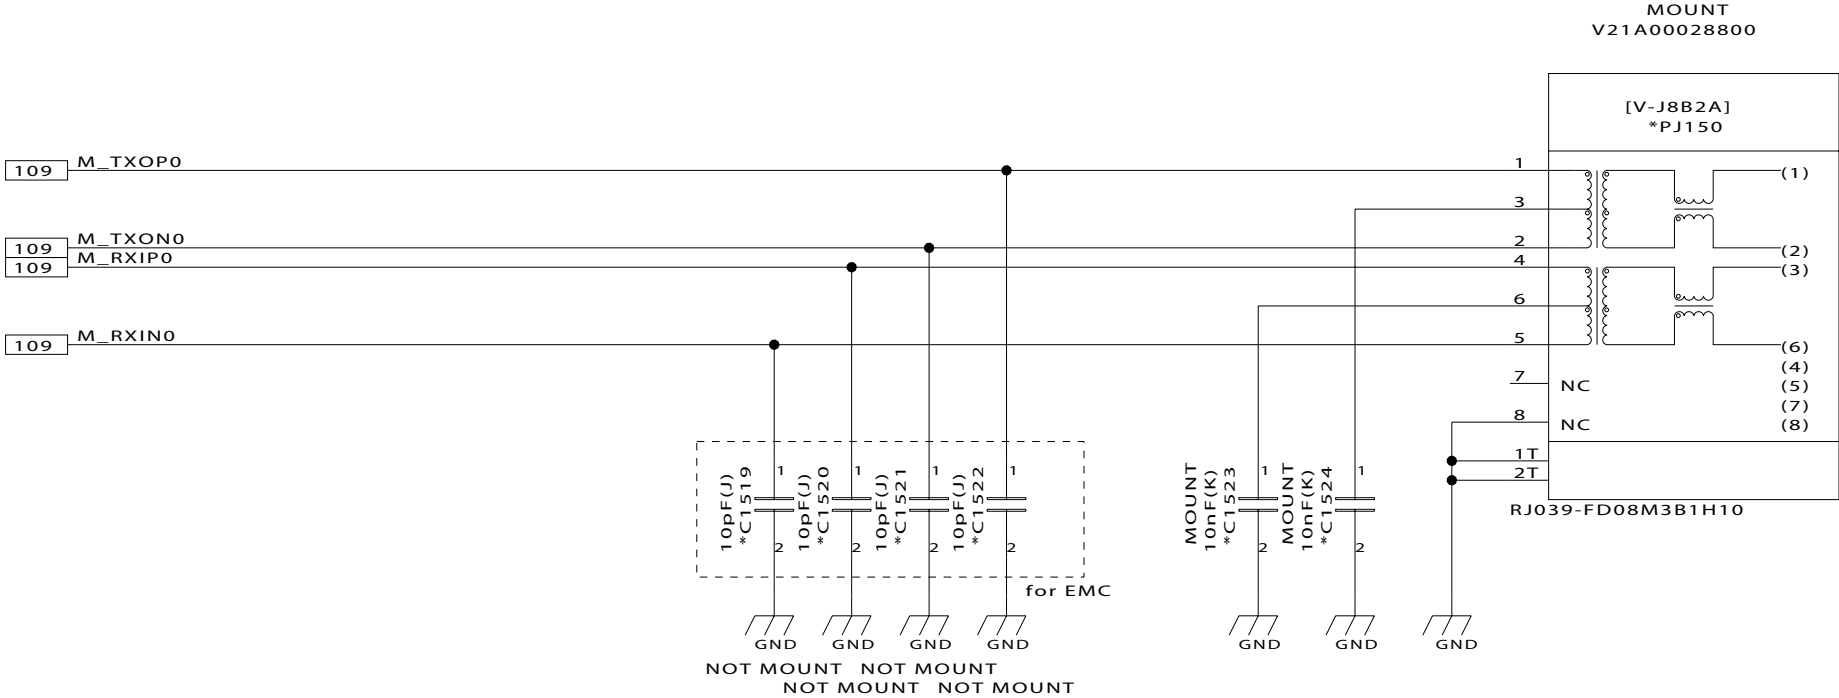 MOUNT
V21A00028800
[V-J8B2A]
*PJ150
109 M_TXOP0
109 M_TXON0
109 M_RXIP0
109 M_RXIN0
1
3
2
4
6
5
7 NC
8 NC
1T
2T
(1)
(2)
(3)
(6)
(4)
(5)
(7)
(8)
RJ039-FD08M3B1H10
10pF(J)
*C1519
1
2
10pF(J)
*C1520
1
2
10pF(J)
*C1521
1
2
10pF(J)
*C1522
1
2
for EMC
MOUNT
10nF(K)
*C1523
1
2
MOUNT
10nF(K)
*C1524
1
2
GND GND GND GND GND GND GND
NOT MOUNT NOT MOUNT
NOT MOUNT NOT MOUNT